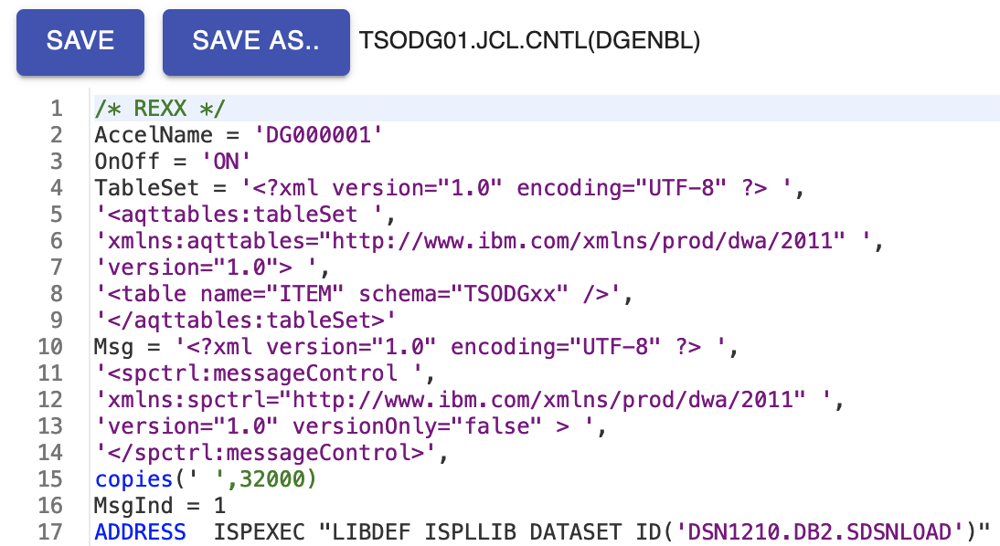 SAVE SAVE AS.. TSODG01.JCL.CNTL(DGENBL)
1 /* REXX */
2 AccelName = 'DG000001'
3 OnOff = 'ON'
4 TableSet = '<?xml version="1.0" encoding="UTF-8" ?> ',
5 '<aqttables:tableSet ',
6 'xmlns:aqttables="http://www.ibm.com/xmlns/prod/dwa/2011" ',
7 'version="1.0"> ',
8 '<table name="ITEM" schema="TSODGxx" />',
9 '</aqttables:tableSet>'
10 Msg = '<?xml version="1.0" encoding="UTF-8" ?> ',
11 '<spctrl:messageControl ',
12 'xmlns:spctrl="http://www.ibm.com/xmlns/prod/dwa/2011" ',
13 'version="1.0" versionOnly="false" > ',
14 '</spctrl:messageControl>',
15 copies(' ',32000)
16 MsgInd = 1
17 ADDRESS  ISPEXEC "LIBDEF ISPLLIB DATASET ID('DSN1210.DB2.SDSNLOAD')"